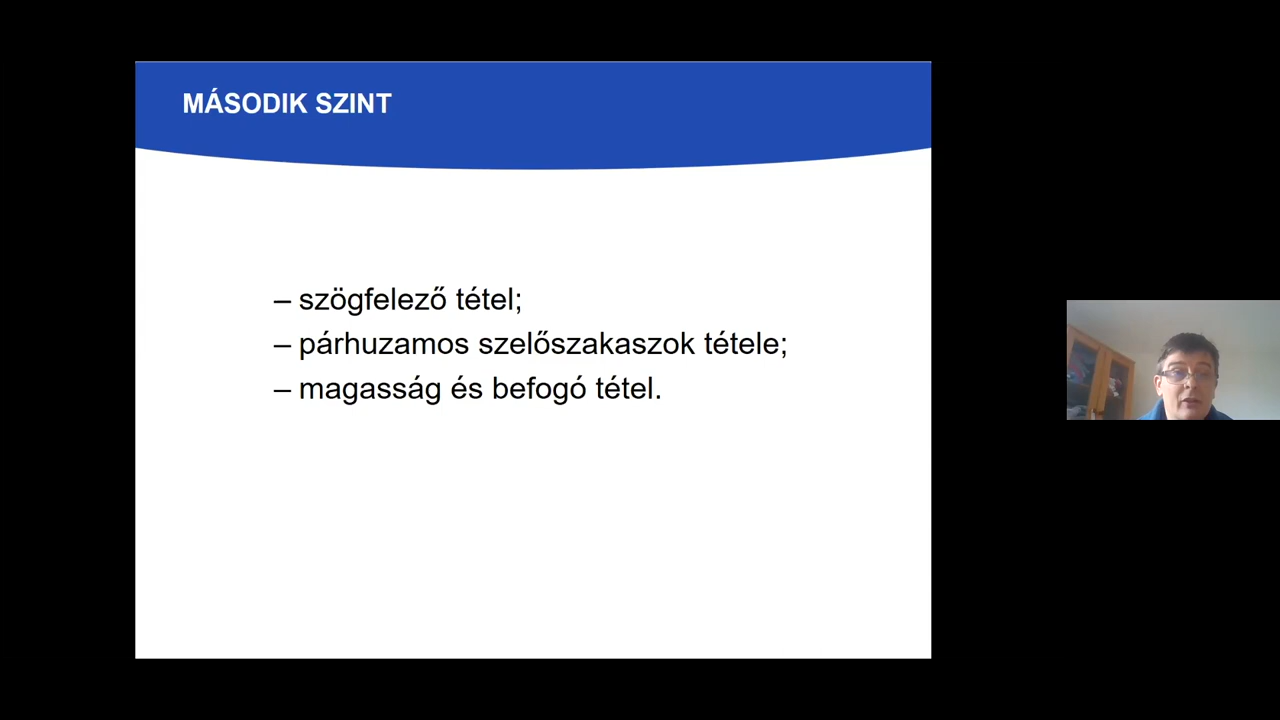 MÁSODIK SZINT
– szögfelező tétel;
– párhuzamos szelőszakaszok tétele;
– magasság és befogó tétel.